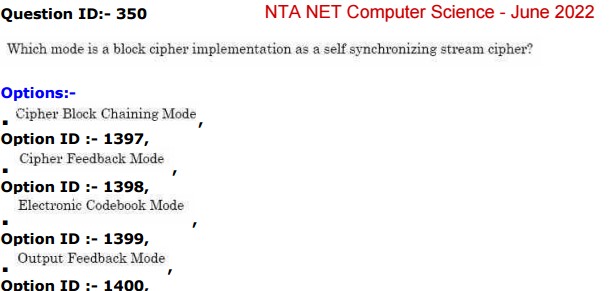 Question ID:- 350 NTA NET Computer Science - June 2022
Which mode is a block cipher implementation as a self synchronizing stream cipher?
Options:-
▪ Cipher Block Chaining Mode ,
Option ID :- 1397,
▪ Cipher Feedback Mode ,
Option ID :- 1398,
▪ Electronic Codebook Mode ,
Option ID :- 1399,
▪ Output Feedback Mode ,
Option ID :- 1400,